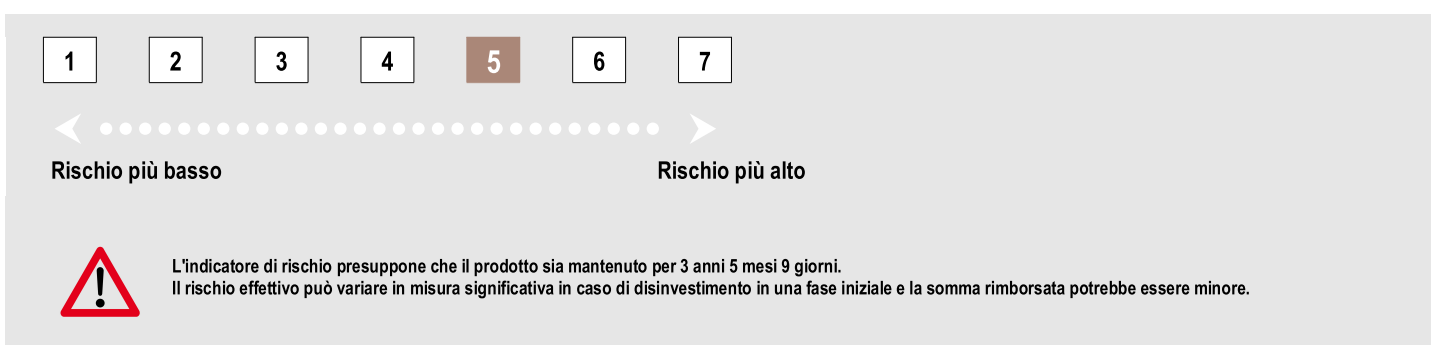 1 2 3 4 5 6 7
Rischio più basso Rischio più alto
L'indicatore di rischio presuppone che il prodotto sia mantenuto per 3 anni 5 mesi 9 giorni.
Il rischio effettivo può variare in misura significativa in caso di disinvestimento in una fase iniziale e la somma rimborsata potrebbe essere minore.